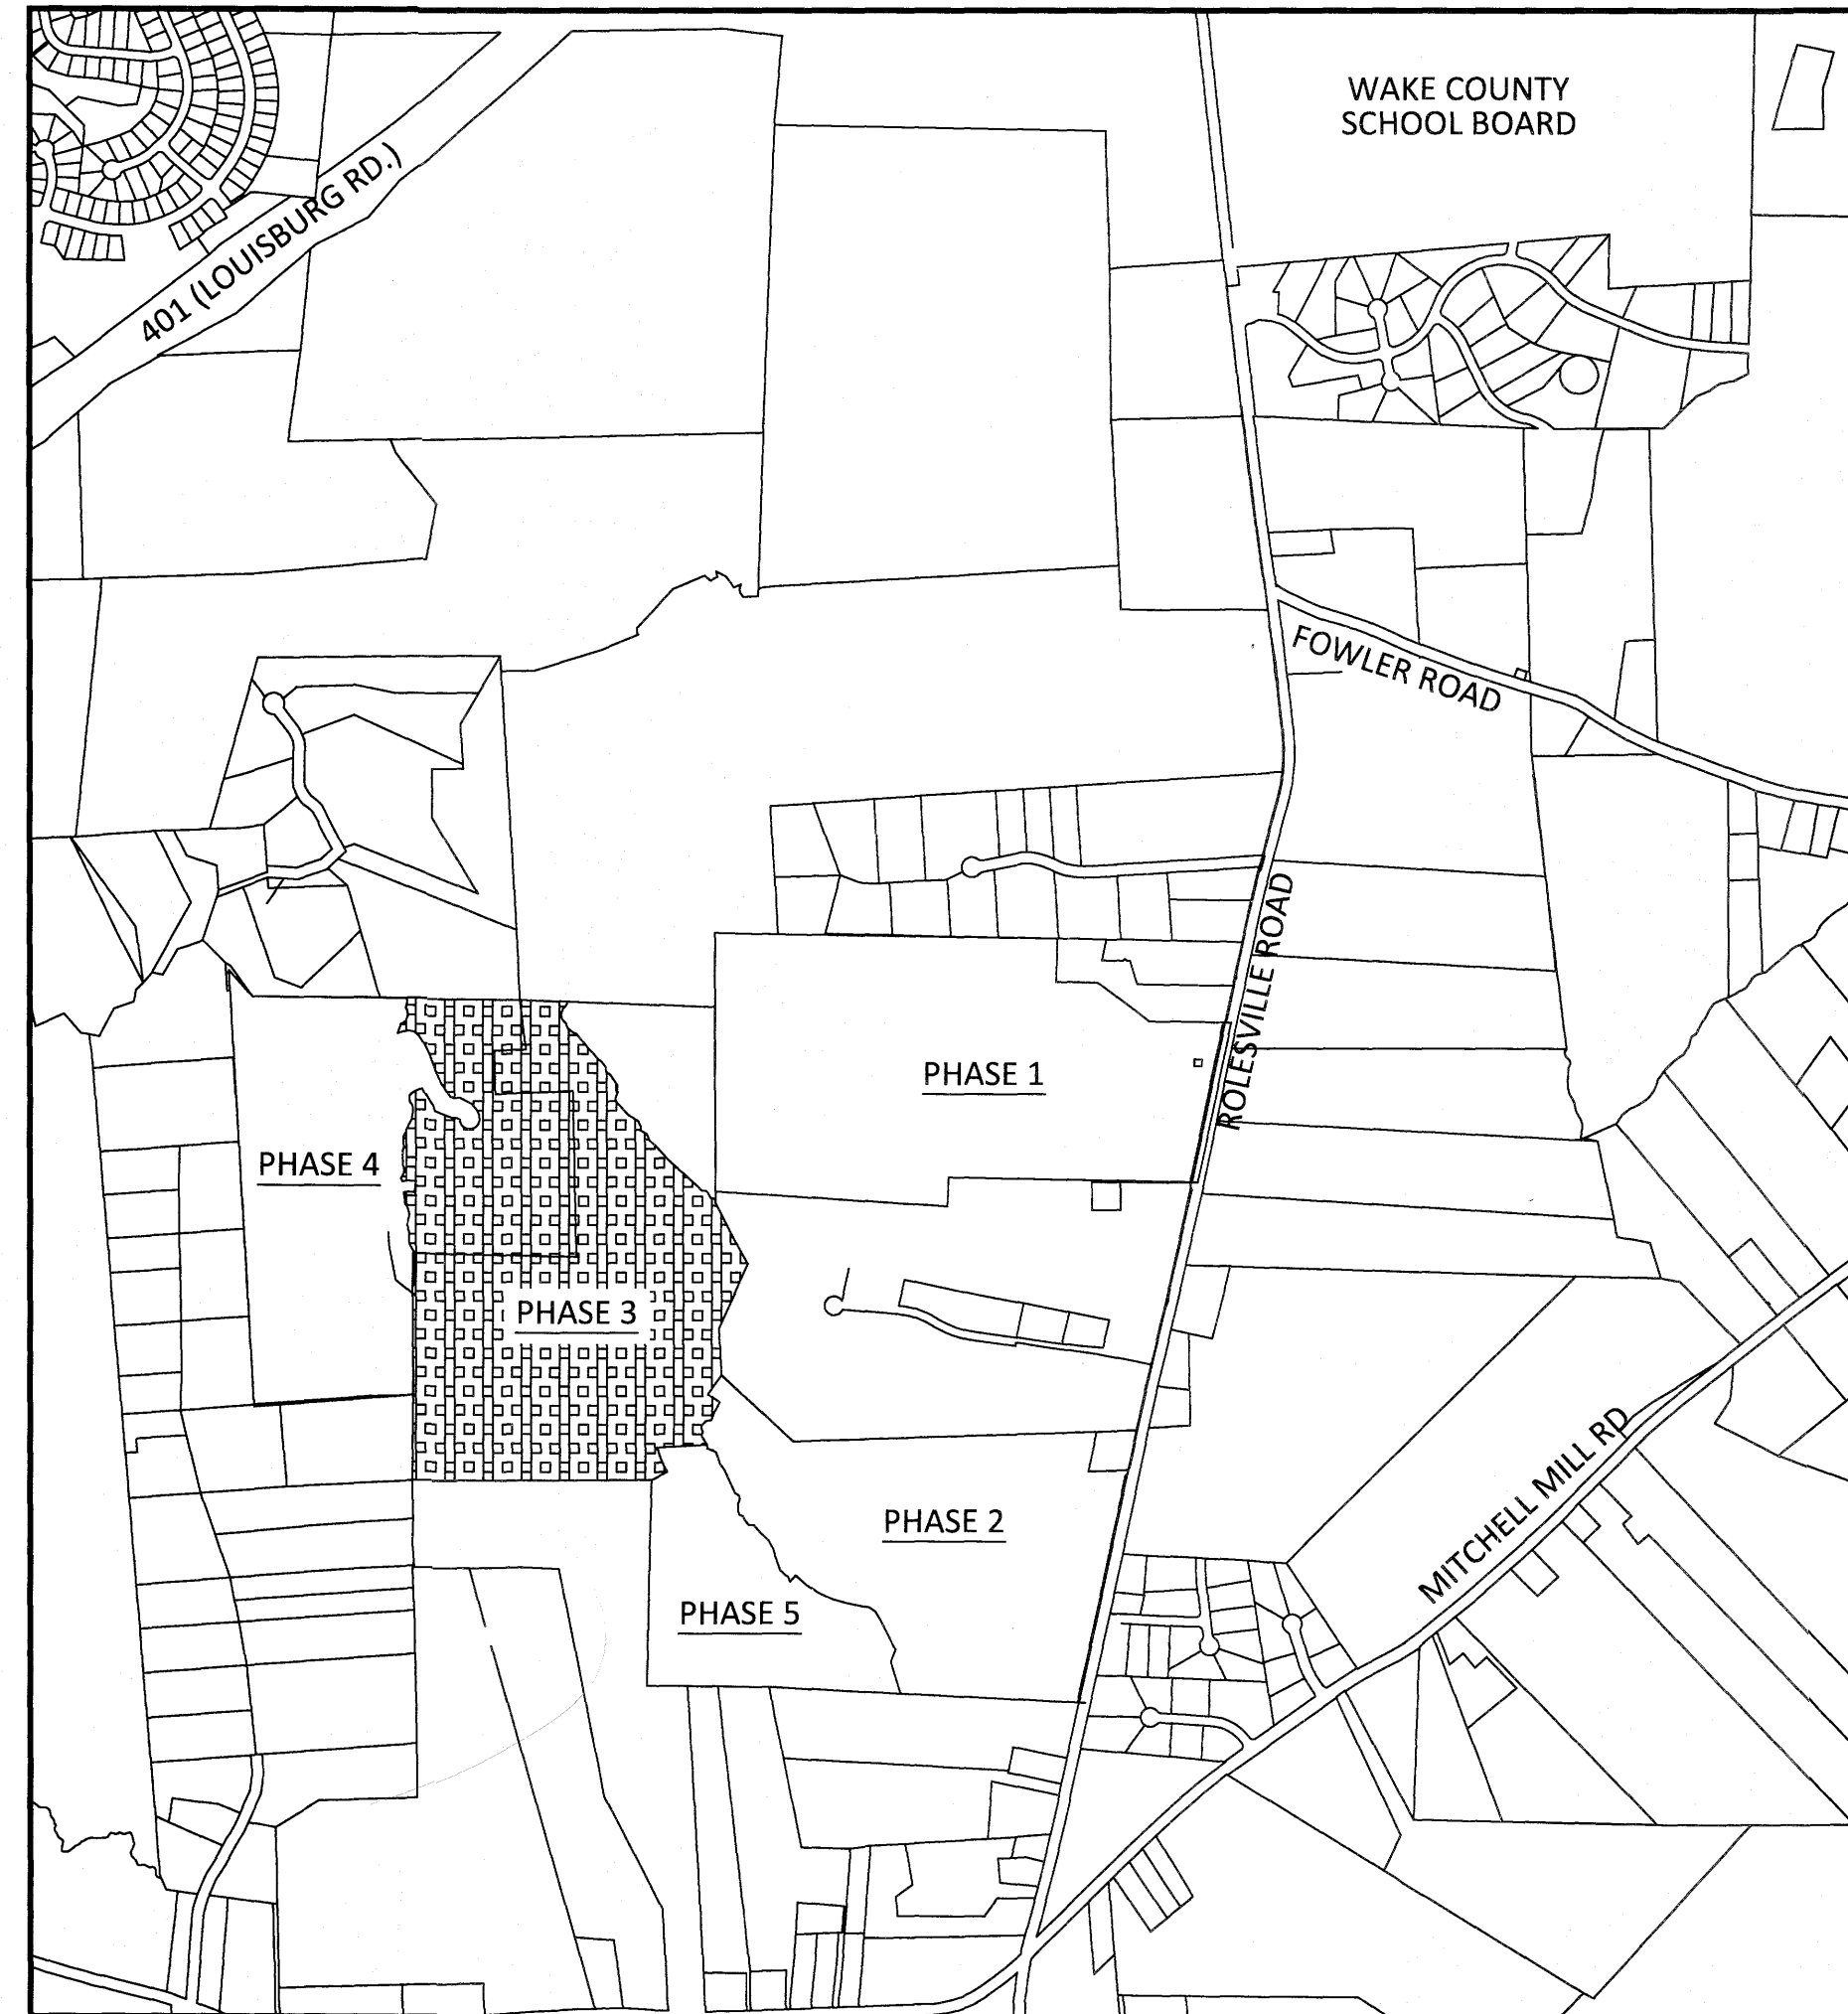 WAKE COUNTY
SCHOOL BOARD
401 (LOUISBURG RD.)
FOWLER ROAD
ROLESVILLE ROAD
PHASE 1
PHASE 4
PHASE 3
MITCHELL MILL RD
PHASE 2
PHASE 5